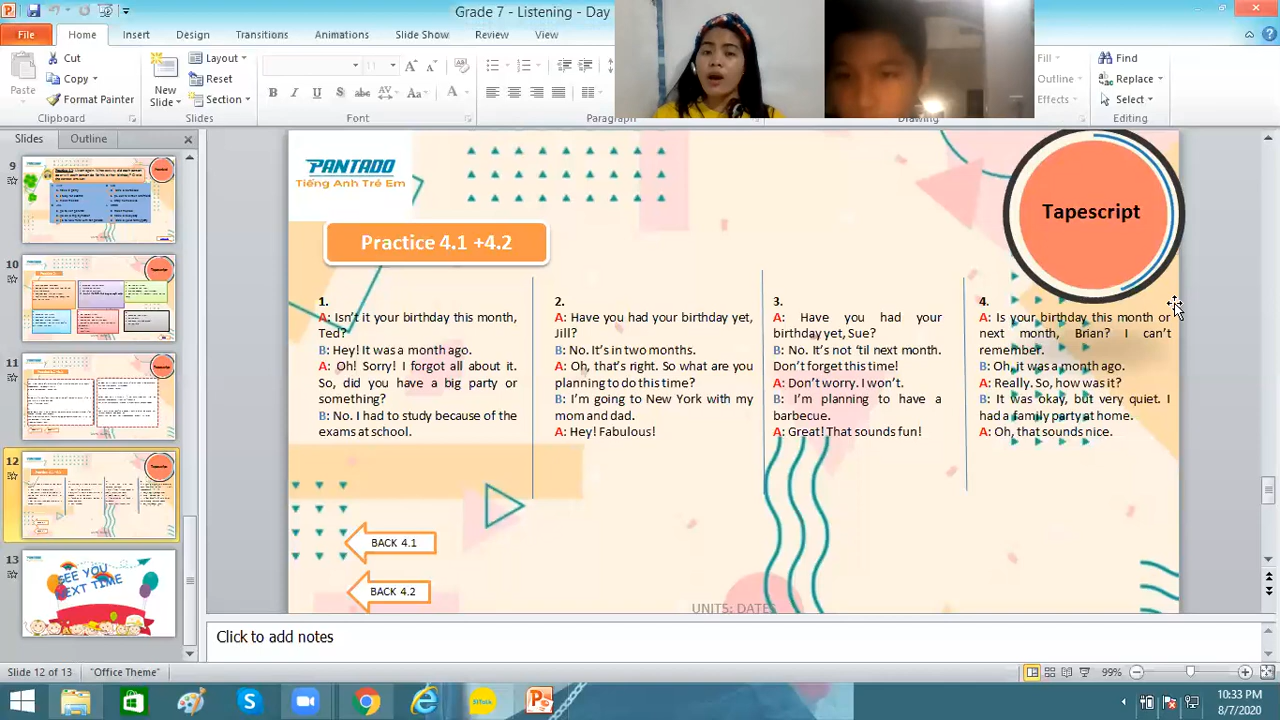 Grade 7 - Listening - Day
File
Home
Insert
Design
Transitions
Animations
Slide Show
Review
View
Paste
Cut
Copy
Format Painter
Clipboard
New
Slide
Layout
Reset
Section
Slides
Font
Paragraph
Drawing
Fill
Outline
Effects
Find
Replace
Select
Editing
Slides
Outline
9
10
11
12
13
SEE YOU
NEXT TIME
PANTADO
Tiếng Anh Trẻ Em
Tapescript
Practice 4.1 +4.2
1.
A: Isn't it your birthday this month,
Ted?
B: Hey! It was a month ago.
A: Oh! Sorry! I forgot all about it.
So, did you have a big party or
something?
B: No. I had to study because of the
exams at school.
2.
A: Have you had your birthday yet,
Jill?
B: No. It's in two months.
A: Oh, that's right. So what are you
planning to do this time?
B: I'm going to New York with my
mom and dad.
A: Hey! Fabulous!
3.
A: Have you had your
birthday yet, Sue?
B: No. It's not 'til next month.
Don't forget this time!
A: Don't worry. I won't.
B: I'm planning to have a
barbecue.
A: Great! That sounds fun!
4.
A: Is your birthday this month or
next month, Brian? I can't
remember.
B: Oh, it was a month ago.
A: Really. So, how was it?
B: It was okay, but very quiet. I
had a family party at home.
A: Oh, that sounds nice.
BACK 4.1
BACK 4.2
UNITS: DATES
Click to add notes
Slide 12 of 13
"Office Theme"
99%
10:33 PM
8/7/2020